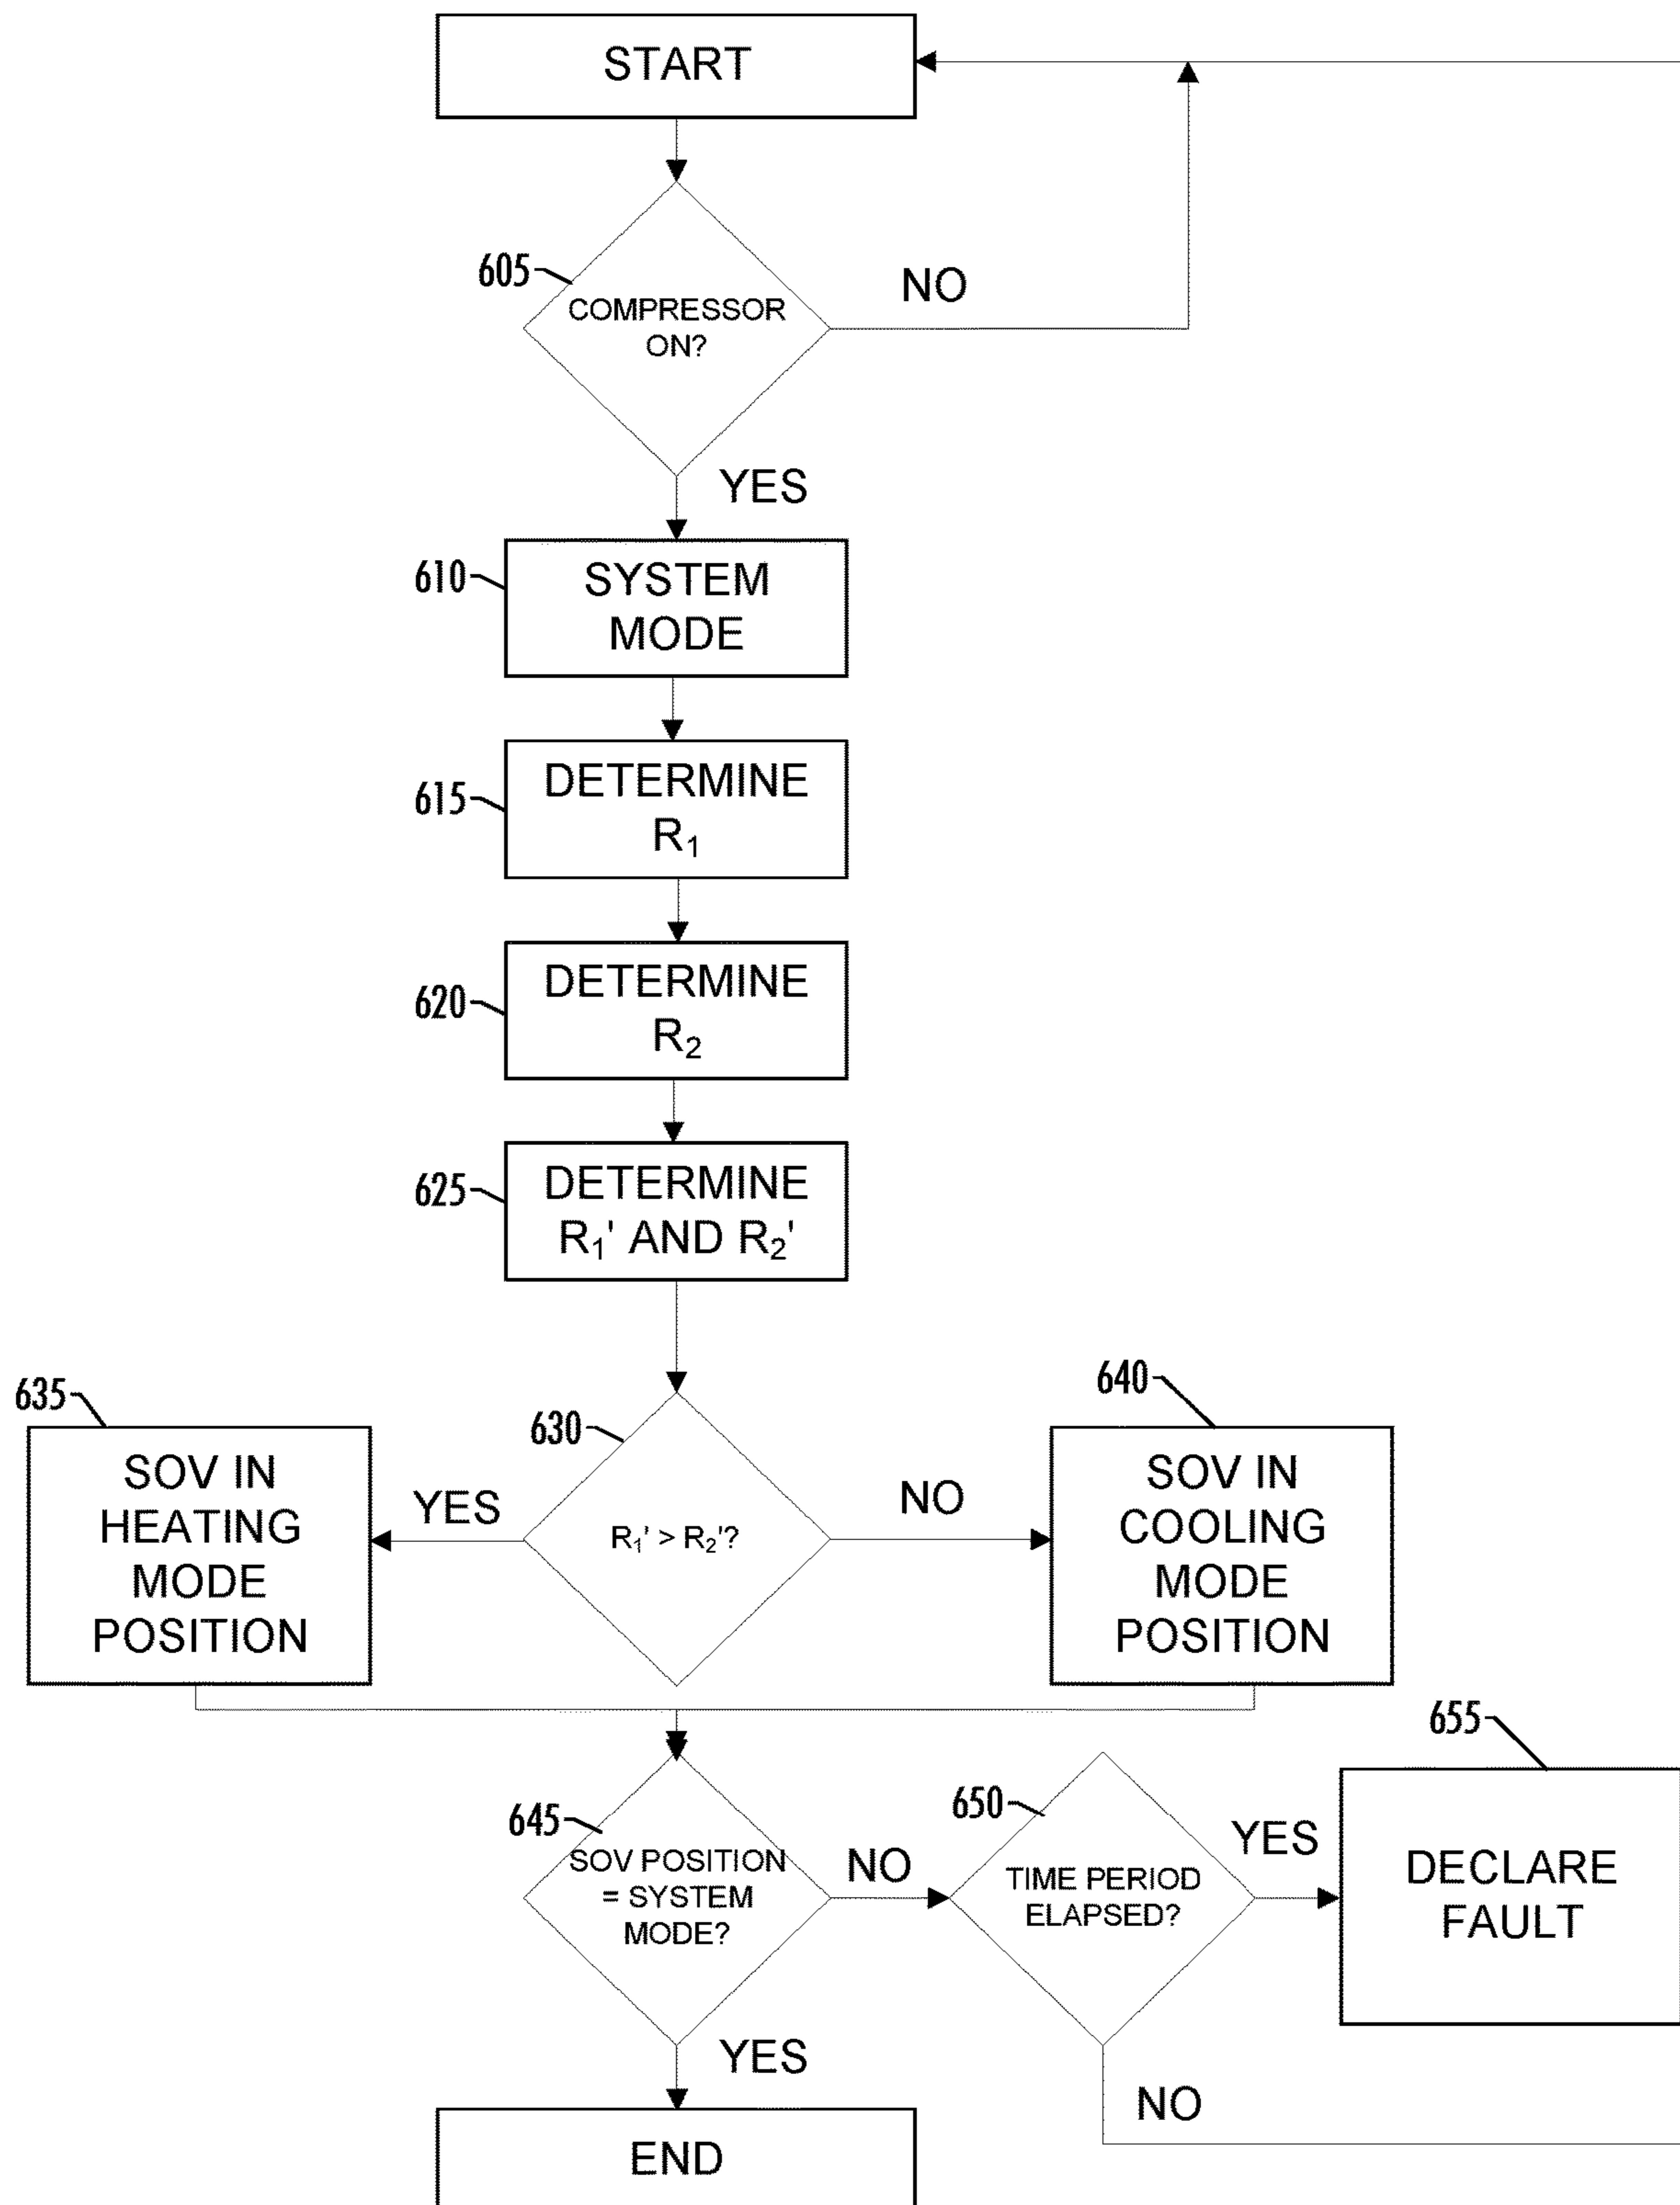 START
605
COMPRESSOR
ON?
NO
YES
610
SYSTEM
MODE
615
DETERMINE
R₁
620
DETERMINE
R₂
625
DETERMINE
R₁' AND R₂'
635
SOV IN
HEATING
MODE
POSITION
YES
630
R₁' > R₂'?
NO
640
SOV IN
COOLING
MODE
POSITION
645
SOV POSITION
= SYSTEM
MODE?
NO
650
TIME PERIOD
ELAPSED?
YES
655
DECLARE
FAULT
YES
NO
END